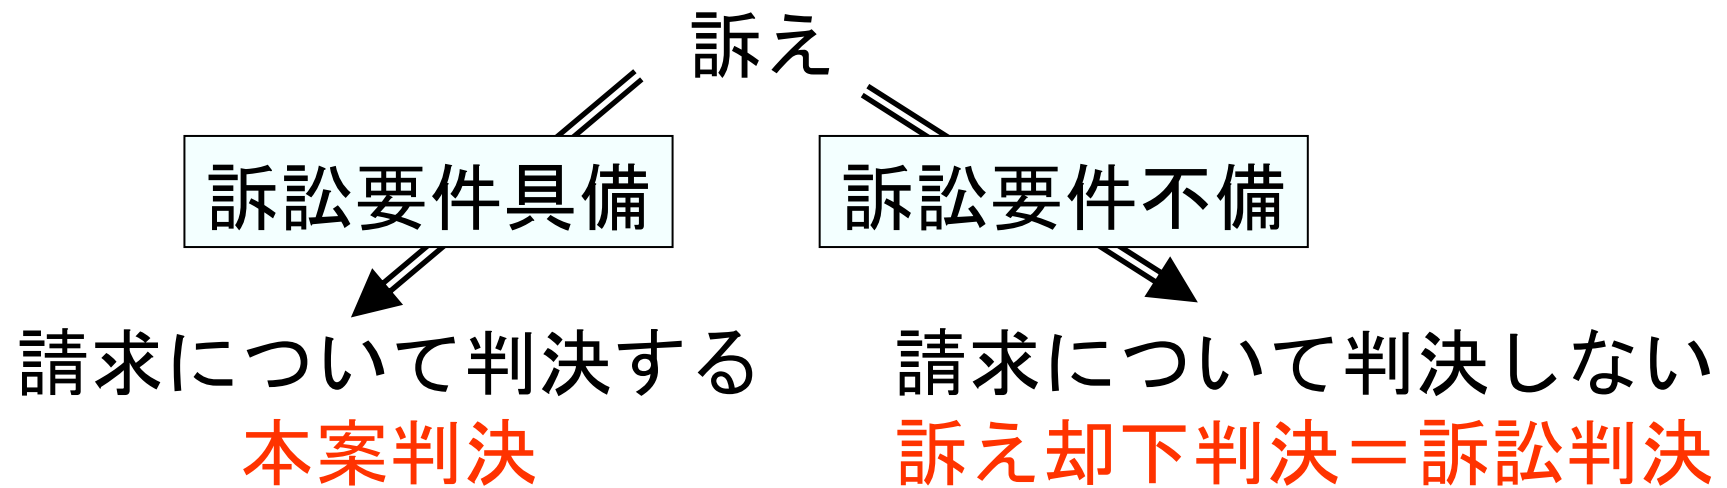 訴え
訴訟要件具備
訴訟要件不備
請求について判決する
請求について判決しない
本案判決
訴え却下判決＝訴訟判決